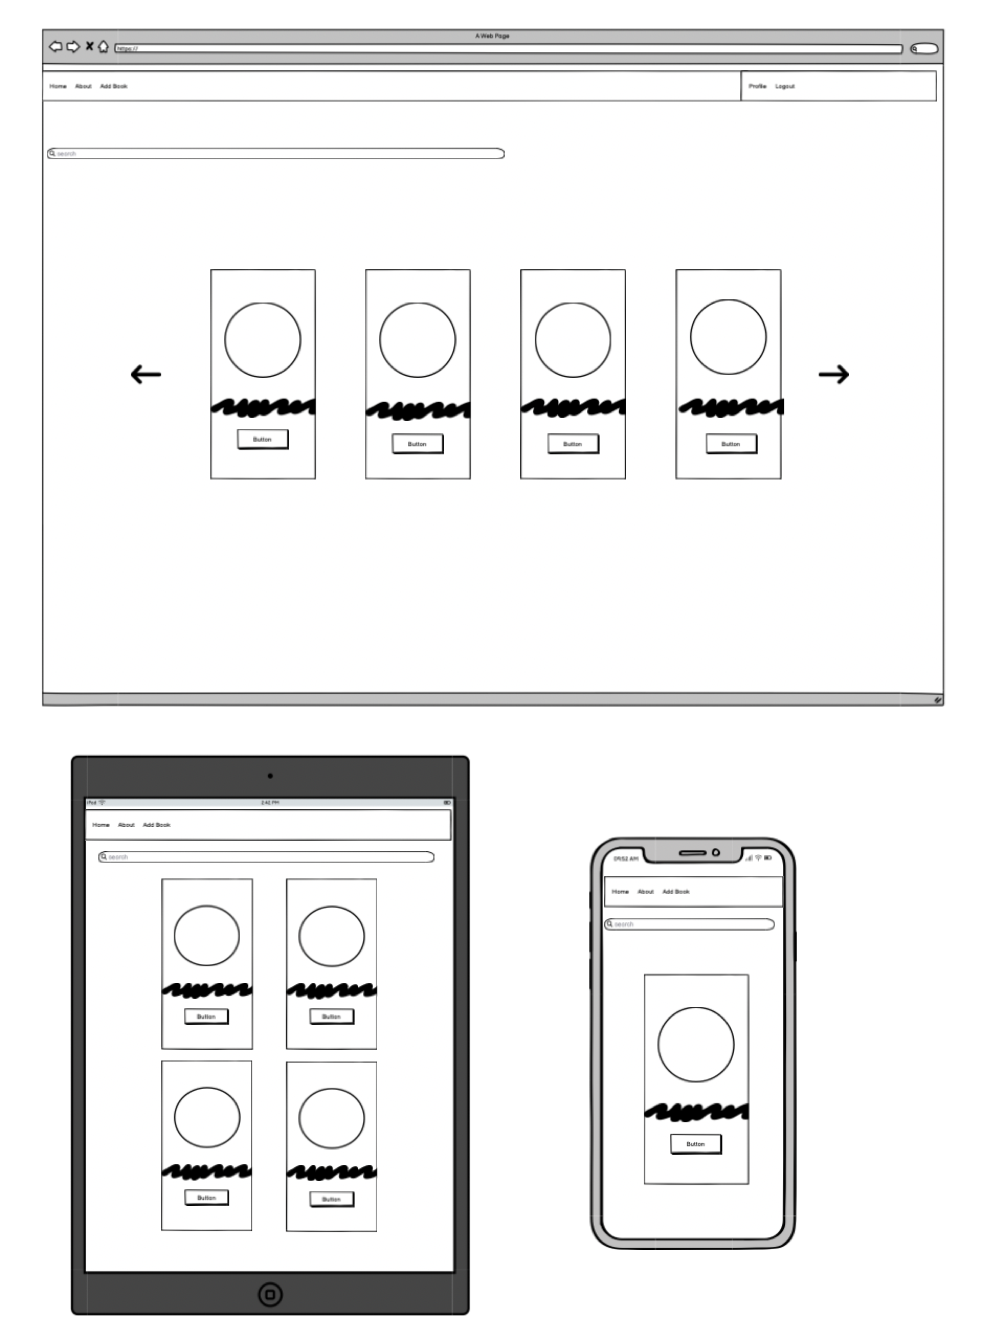 A Web Page
https://
Home About Add Book Profile Logout
search
Button Button Button Button
iPad 2:42 PM
Home About Add Book
search
Button Button
Button Button
09:52 AM
Home About Add Book
search
Button